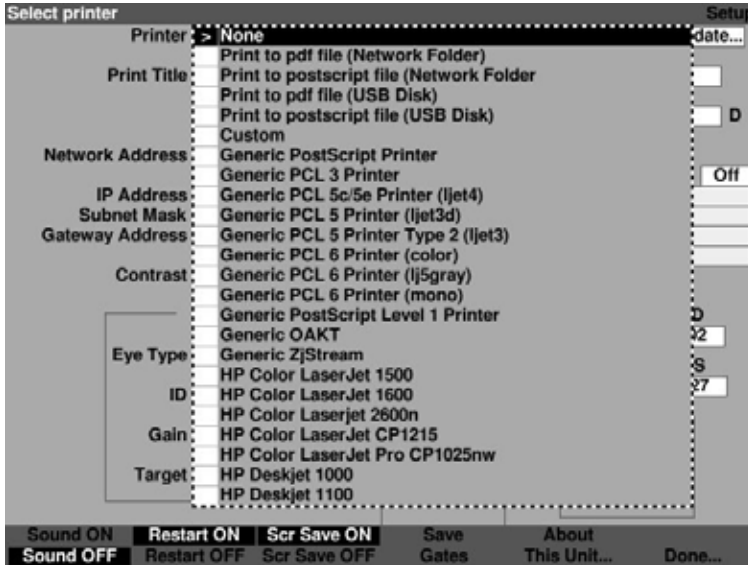 Select printer Setup
Printer > None date...
Print to pdf file (Network Folder)
Print Title Print to postscript file (Network Folder
Print to pdf file (USB Disk)
Print to postscript file (USB Disk) D
Custom
Network Address Generic PostScript Printer
Generic PCL 3 Printer Off
IP Address Generic PCL 5c/5e Printer (ljet4)
Subnet Mask Generic PCL 5 Printer (ljet3d)
Gateway Address Generic PCL 5 Printer Type 2 (ljet3)
Generic PCL 6 Printer (color)
Contrast Generic PCL 6 Printer (lj5gray)
Generic PCL 6 Printer (mono)
Generic PostScript Level 1 Printer D
Generic OAKT 92
Eye Type Generic ZjStream
HP Color LaserJet 1500 S
ID HP Color LaserJet 1600 27
HP Color Laserjet 2600n
Gain HP Color LaserJet CP1215
HP Color LaserJet Pro CP1025nw
Target HP Deskjet 1000
HP Deskjet 1100
Sound ON Restart ON Scr Save ON Save About
Sound OFF Restart OFF Scr Save OFF Gates This Unit... Done...